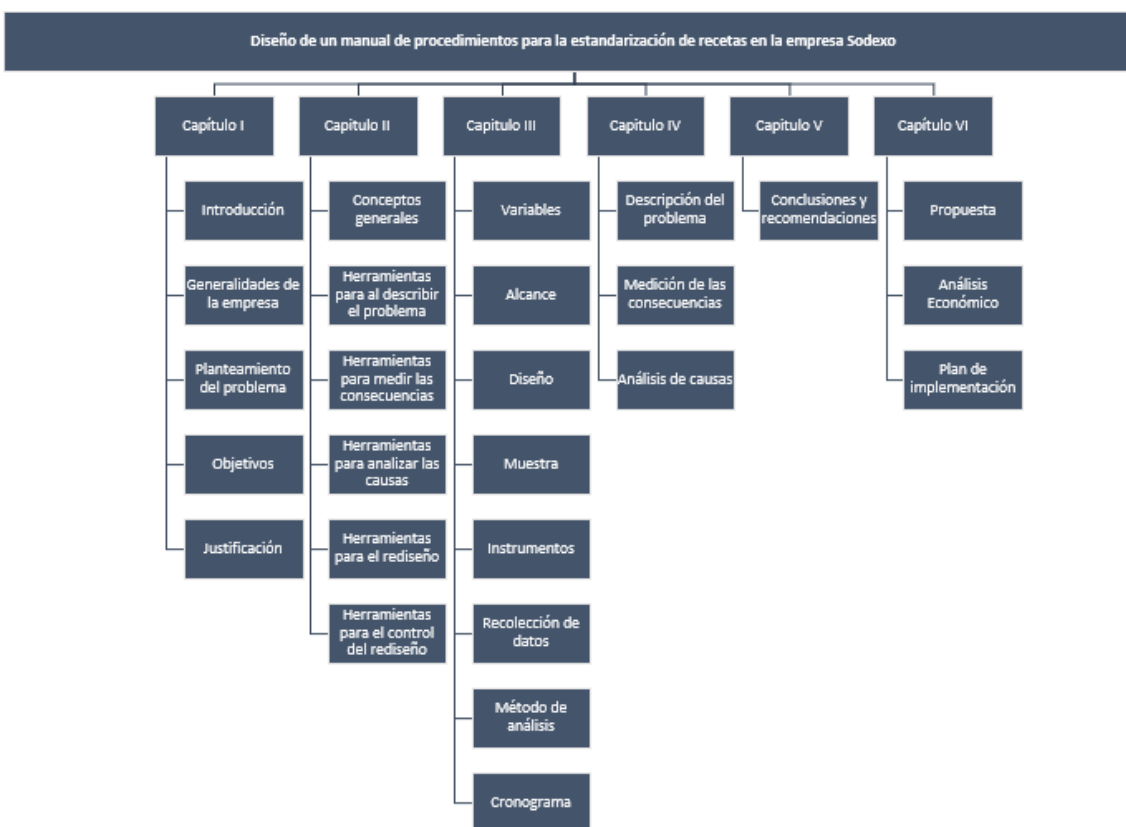 Diseño de un manual de procedimientos para la estandarización de recetas en la empresa Sodexo
Capítulo I
Introducción
Generalidades de
la empresa
Planteamiento
del problema
Objetivos
Justificación
Capitulo II
Conceptos
generales
Herramientas
para al describir
el problema
Herramientas
para medir las
consecuencias
Herramientas
para analizar las
causas
Herramientas
para el rediseño
Herramientas
para el control
del rediseño
Capitulo III
Variables
Alcance
Diseño
Muestra
Instrumentos
Recolección de
datos
Método de
análisis
Cronograma
Capitulo IV
Descripción del
problema
Medición de las
consecuencias
Análisis de causas
Capitulo V
Conclusiones y
recomendaciones
Capítulo VI
Propuesta
Análisis
Económico
Plan de
implementación